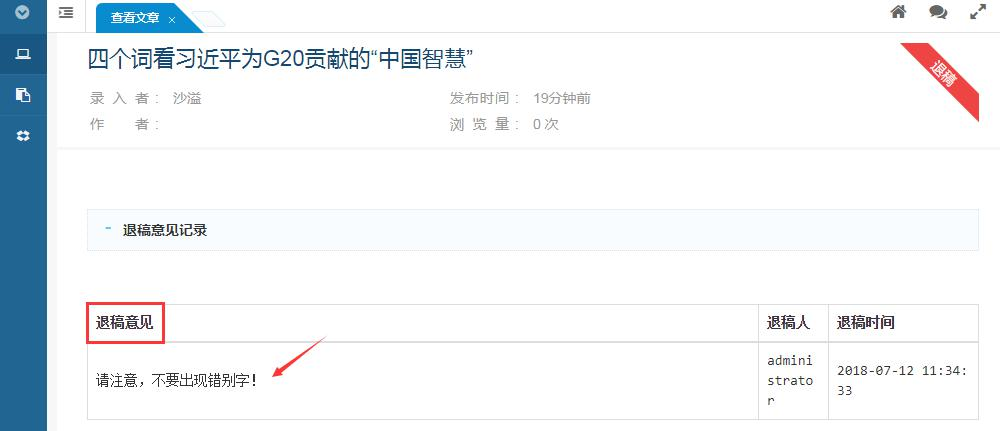 查看文章 ×
四个词看习近平为G20贡献的“中国智慧”
退稿
录入者: 沙溢
发布时间: 19分钟前
作者:
浏览量: 0 次
- 退稿意见记录
退稿意见 退稿人 退稿时间
请注意，不要出现错别字！
admini
strato
r
2018-07-12 11:34:
33